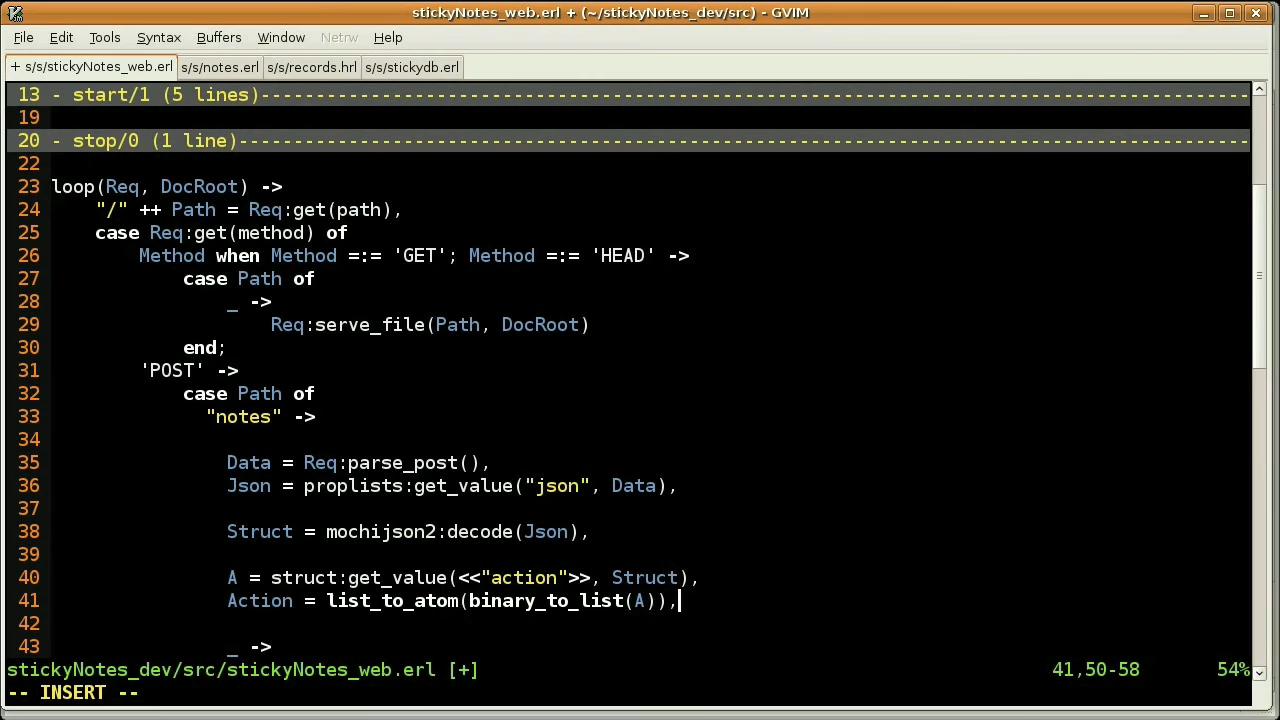 stickyNotes_web.erl + (~/stickyNotes_dev/src) - GVIM
File Edit Tools Syntax Buffers Window Netrw Help
+ s/s/stickyNotes_web.erl s/s/notes.erl s/s/records.hrl s/s/stickydb.erl
13 - start/1 (5 lines)------------------------------------------------------------------------------------------
19
20 - stop/0 (1 line)--------------------------------------------------------------------------------------------
22
23 loop(Req, DocRoot) ->
24     "/" ++ Path = Req:get(path),
25     case Req:get(method) of
26         Method when Method =:= 'GET'; Method =:= 'HEAD' ->
27             case Path of
28                 _ ->
29                     Req:serve_file(Path, DocRoot)
30             end;
31         'POST' ->
32             case Path of
33               "notes" ->
34
35                 Data = Req:parse_post(),
36                 Json = proplists:get_value("json", Data),
37
38                 Struct = mochijson2:decode(Json),
39
40                 A = struct:get_value(<<"action">>, Struct),
41                 Action = list_to_atom(binary_to_list(A)),
42
43                 _ ->
stickyNotes_dev/src/stickyNotes_web.erl [+] 41,50-58 54%
-- INSERT --